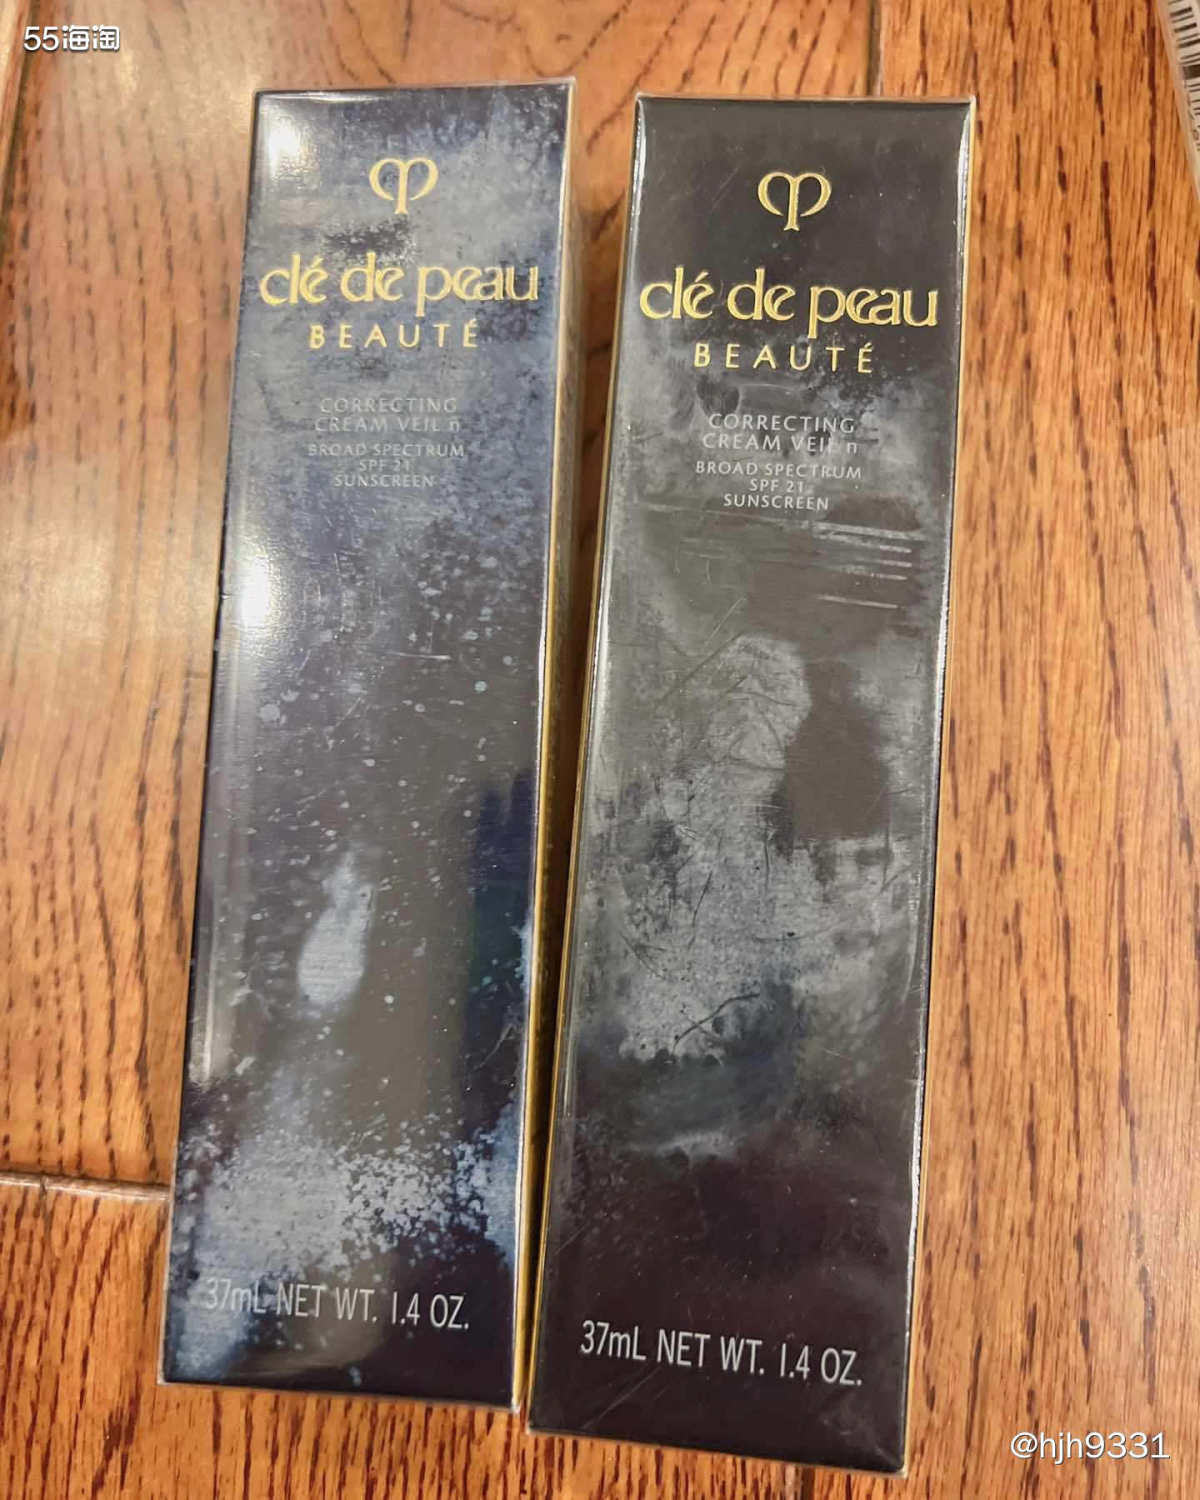 55海淘
clé de peau
BEAUTÉ
CORRECTING
CREAM VEIL n
BROAD SPECTRUM
SPF 21
SUNSCREEN
37mL NET WT. 1.4 OZ.
clé de peau
BEAUTÉ
CORRECTING
CREAM VEIL n
BROAD SPECTRUM
SPF 21
SUNSCREEN
37mL NET WT. 1.4 OZ.
@hjh9331